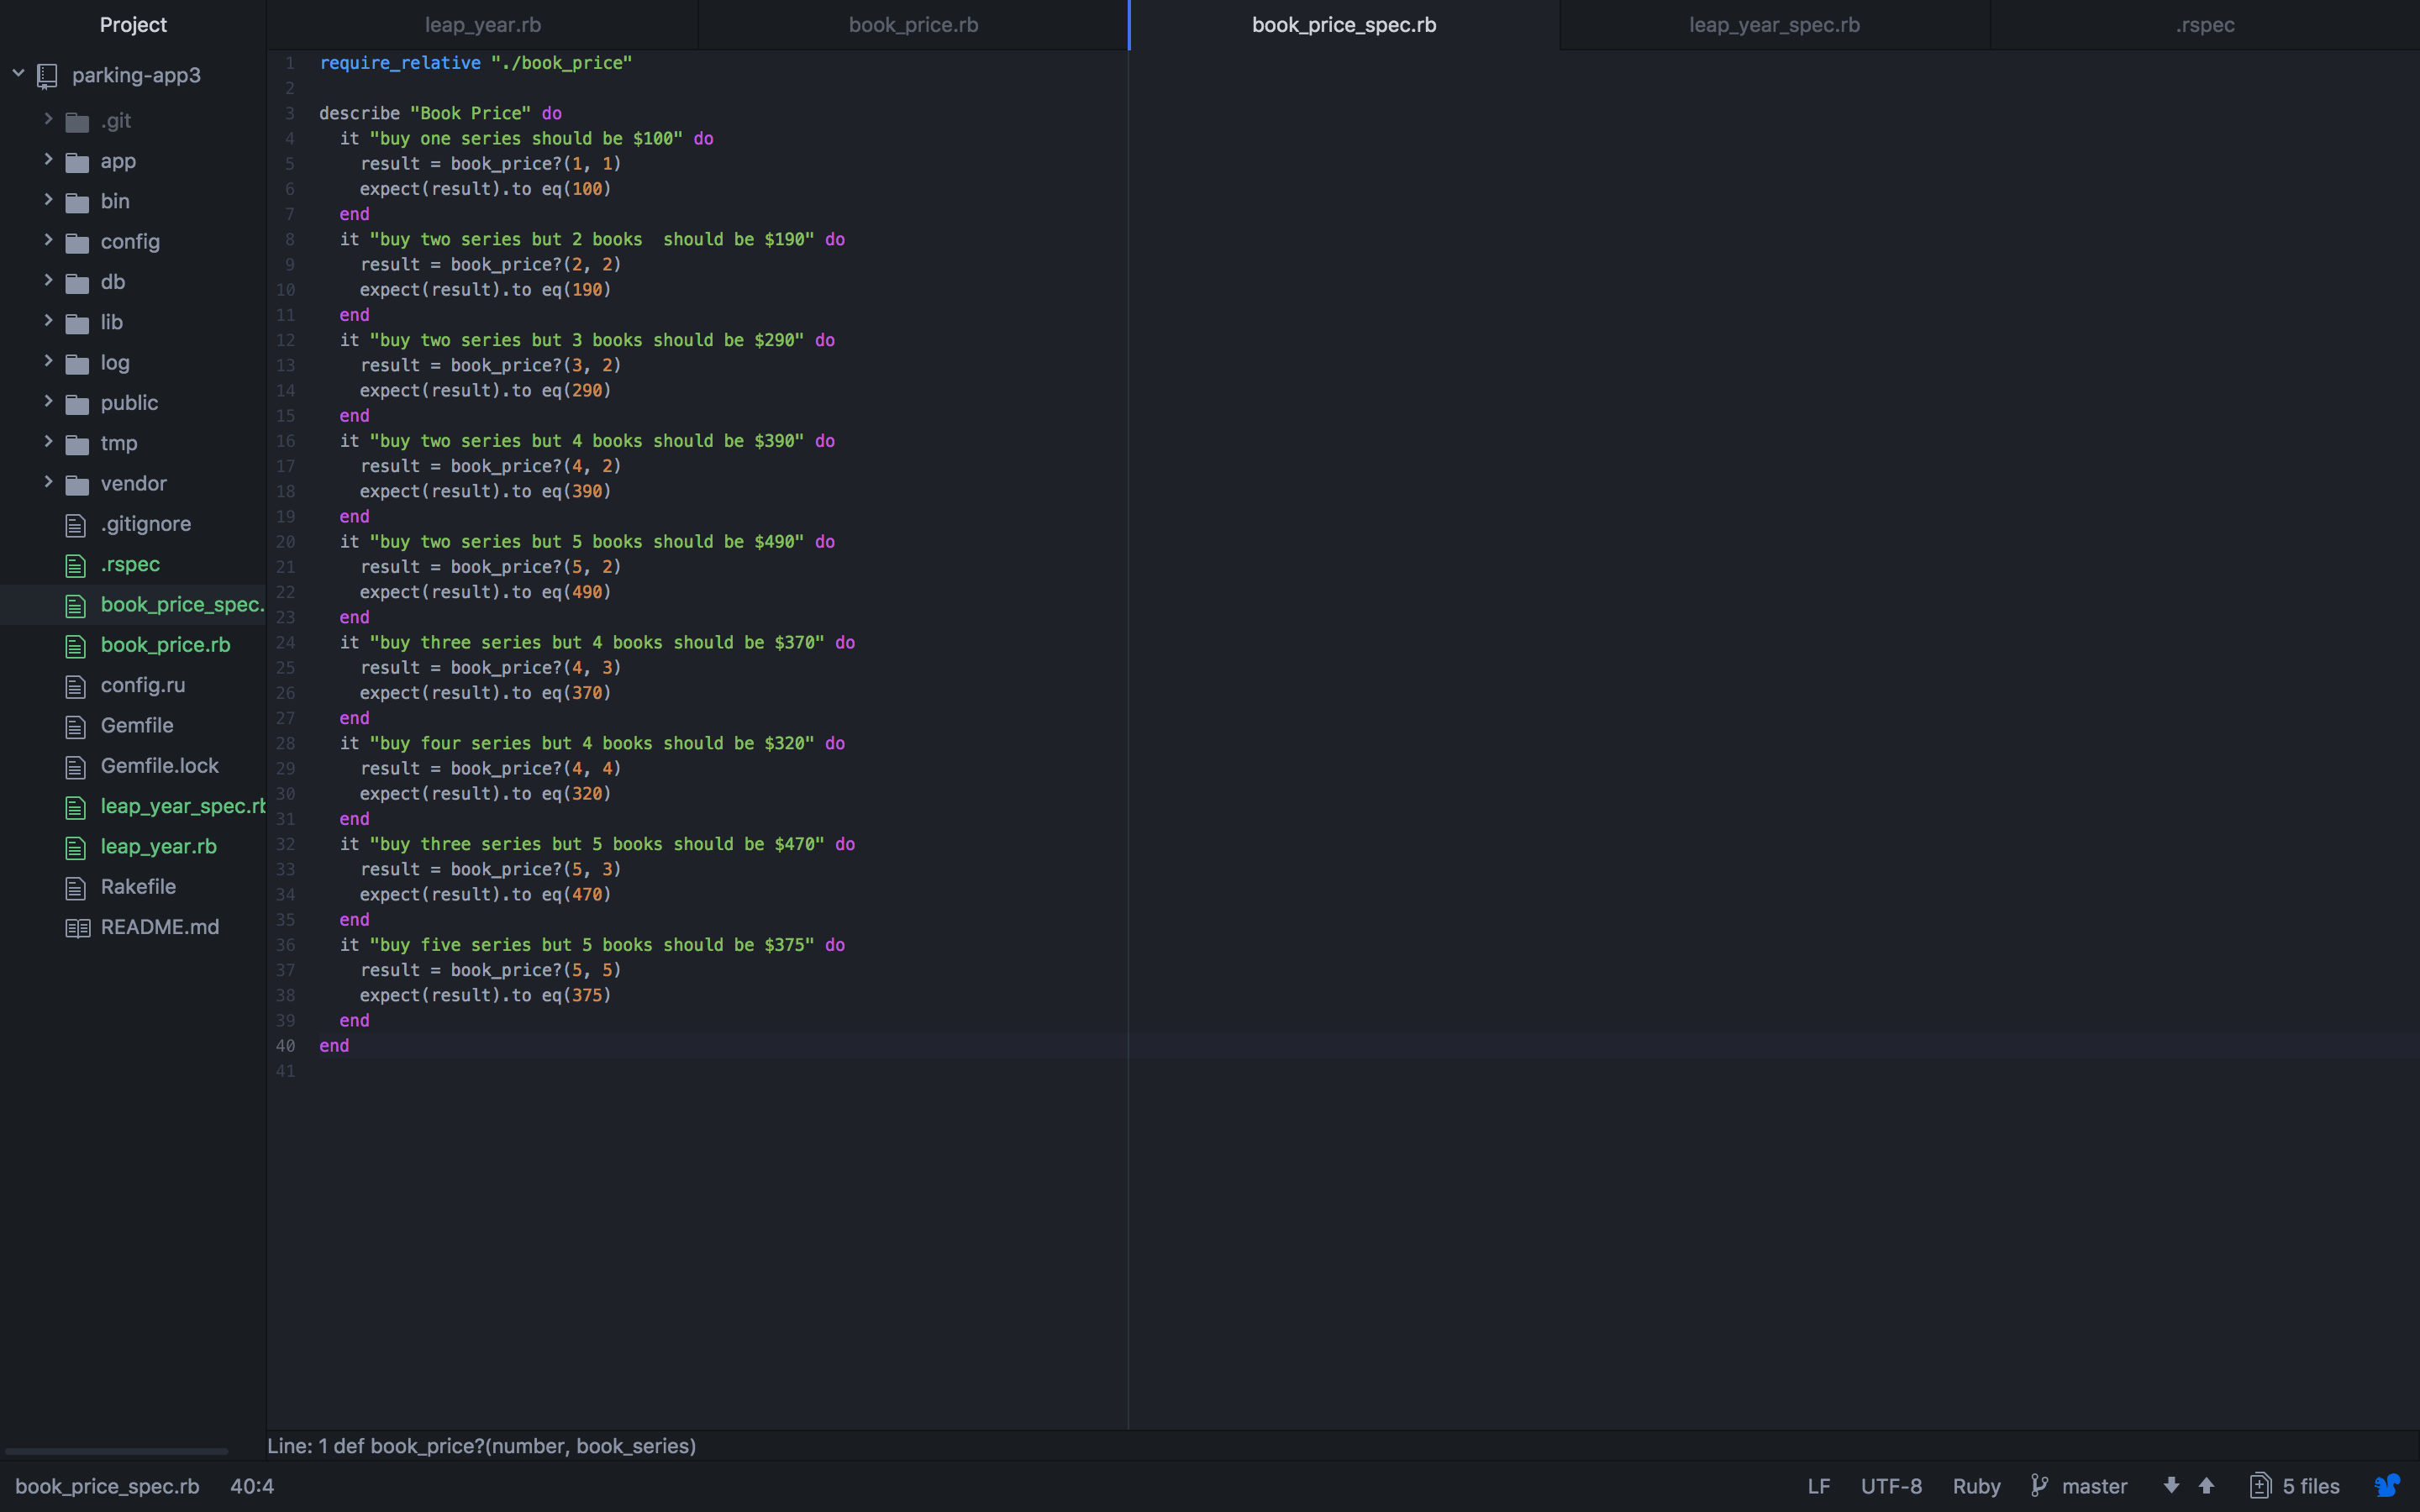 Project
parking-app3
.git
app
bin
config
db
lib
log
public
tmp
vendor
.gitignore
.rspec
book_price_spec.
book_price.rb
config.ru
Gemfile
Gemfile.lock
leap_year_spec.rb
leap_year.rb
Rakefile
README.md
leap_year.rb book_price.rb book_price_spec.rb leap_year_spec.rb .rspec
1 require_relative "./book_price"
2
3 describe "Book Price" do
4 it "buy one series should be $100" do
5 result = book_price?(1, 1)
6 expect(result).to eq(100)
7 end
8 it "buy two series but 2 books  should be $190" do
9 result = book_price?(2, 2)
10 expect(result).to eq(190)
11 end
12 it "buy two series but 3 books should be $290" do
13 result = book_price?(3, 2)
14 expect(result).to eq(290)
15 end
16 it "buy two series but 4 books should be $390" do
17 result = book_price?(4, 2)
18 expect(result).to eq(390)
19 end
20 it "buy two series but 5 books should be $490" do
21 result = book_price?(5, 2)
22 expect(result).to eq(490)
23 end
24 it "buy three series but 4 books should be $370" do
25 result = book_price?(4, 3)
26 expect(result).to eq(370)
27 end
28 it "buy four series but 4 books should be $320" do
29 result = book_price?(4, 4)
30 expect(result).to eq(320)
31 end
32 it "buy three series but 5 books should be $470" do
33 result = book_price?(5, 3)
34 expect(result).to eq(470)
35 end
36 it "buy five series but 5 books should be $375" do
37 result = book_price?(5, 5)
38 expect(result).to eq(375)
39 end
40 end
41
Line: 1 def book_price?(number, book_series)
book_price_spec.rb 40:4 LF UTF-8 Ruby master 5 files